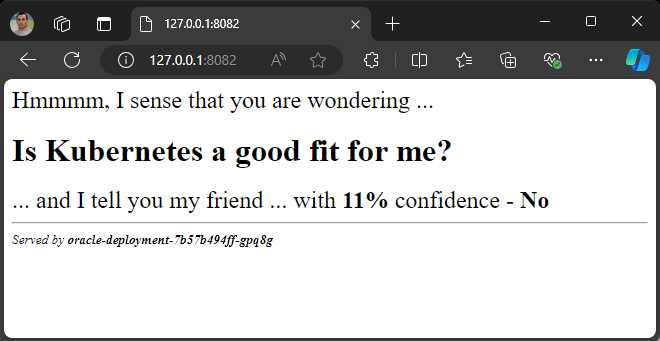 127.0.0.1:8082
127.0.0.1:8082
Hmmmm, I sense that you are wondering ...
Is Kubernetes a good fit for me?
... and I tell you my friend ... with 11% confidence - No
Served by oracle-deployment-7b57b494ff-gpq8g